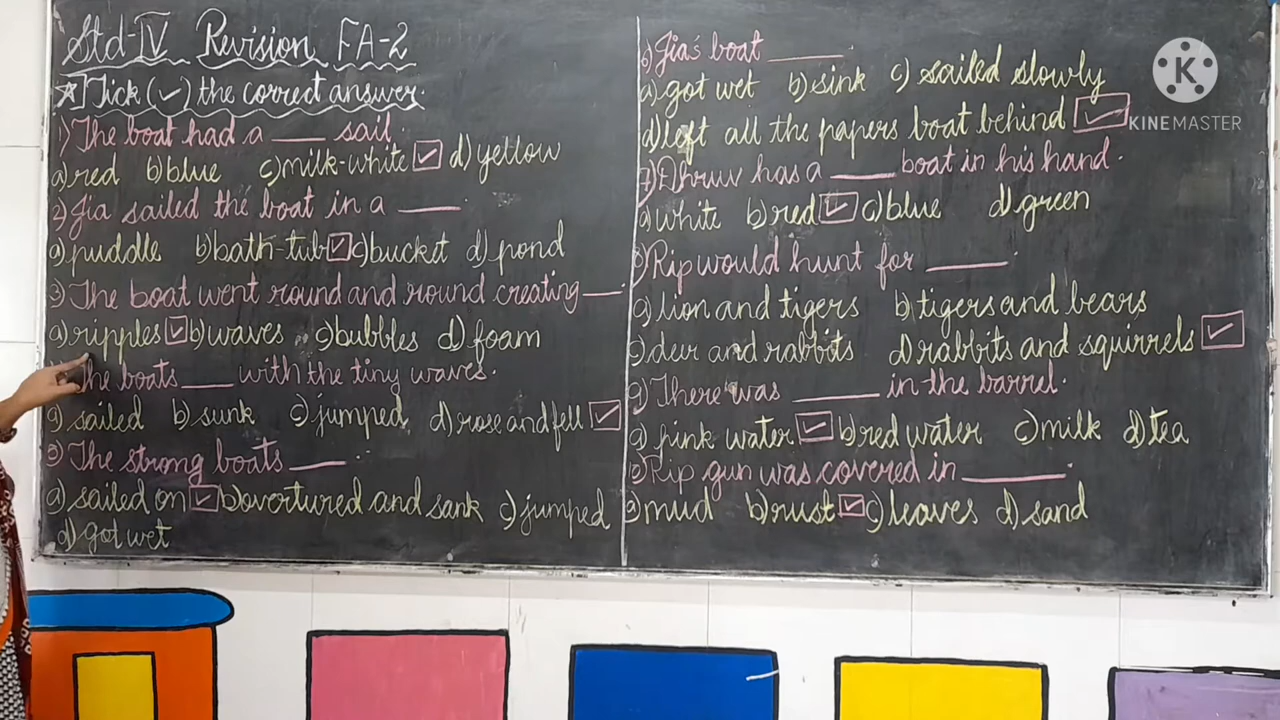 Std-IV Revision FA-2
*] Tick (✓) the correct answer.
1) The boat had a ___ sail.
a) red b) blue c) milk-white ✓ d) yellow
2) Jia sailed the boat in a ___.
a) puddle b) bath-tub ✓ c) bucket d) pond
3) The boat went round and round creating ___.
a) ripples ✓ b) waves c) bubbles d) foam
The boats ___ with the tiny waves.
a) sailed b) sunk c) jumped d) rose and fell ✓
5) The strong boats ___.
a) sailed on ✓ b) overtured and sank c) jumped
d) got wet
6) Jia's boat ___.
a) got wet b) sink c) sailed slowly
d) left all the papers boat behind ✓
7) Dhruv has a ___ boat in his hand.
a) white b) red ✓ c) blue d) green
8) Rip would hunt for ___.
a) lion and tigers b) tigers and bears
c) deer and rabbits d) rabbits and squirrels ✓
9) There was ___ in the barrel.
a) pink water ✓ b) red water c) milk d) tea
10) Rip gun was covered in ___.
a) mud b) rust ✓ c) leaves d) sand
K
KINEMASTER